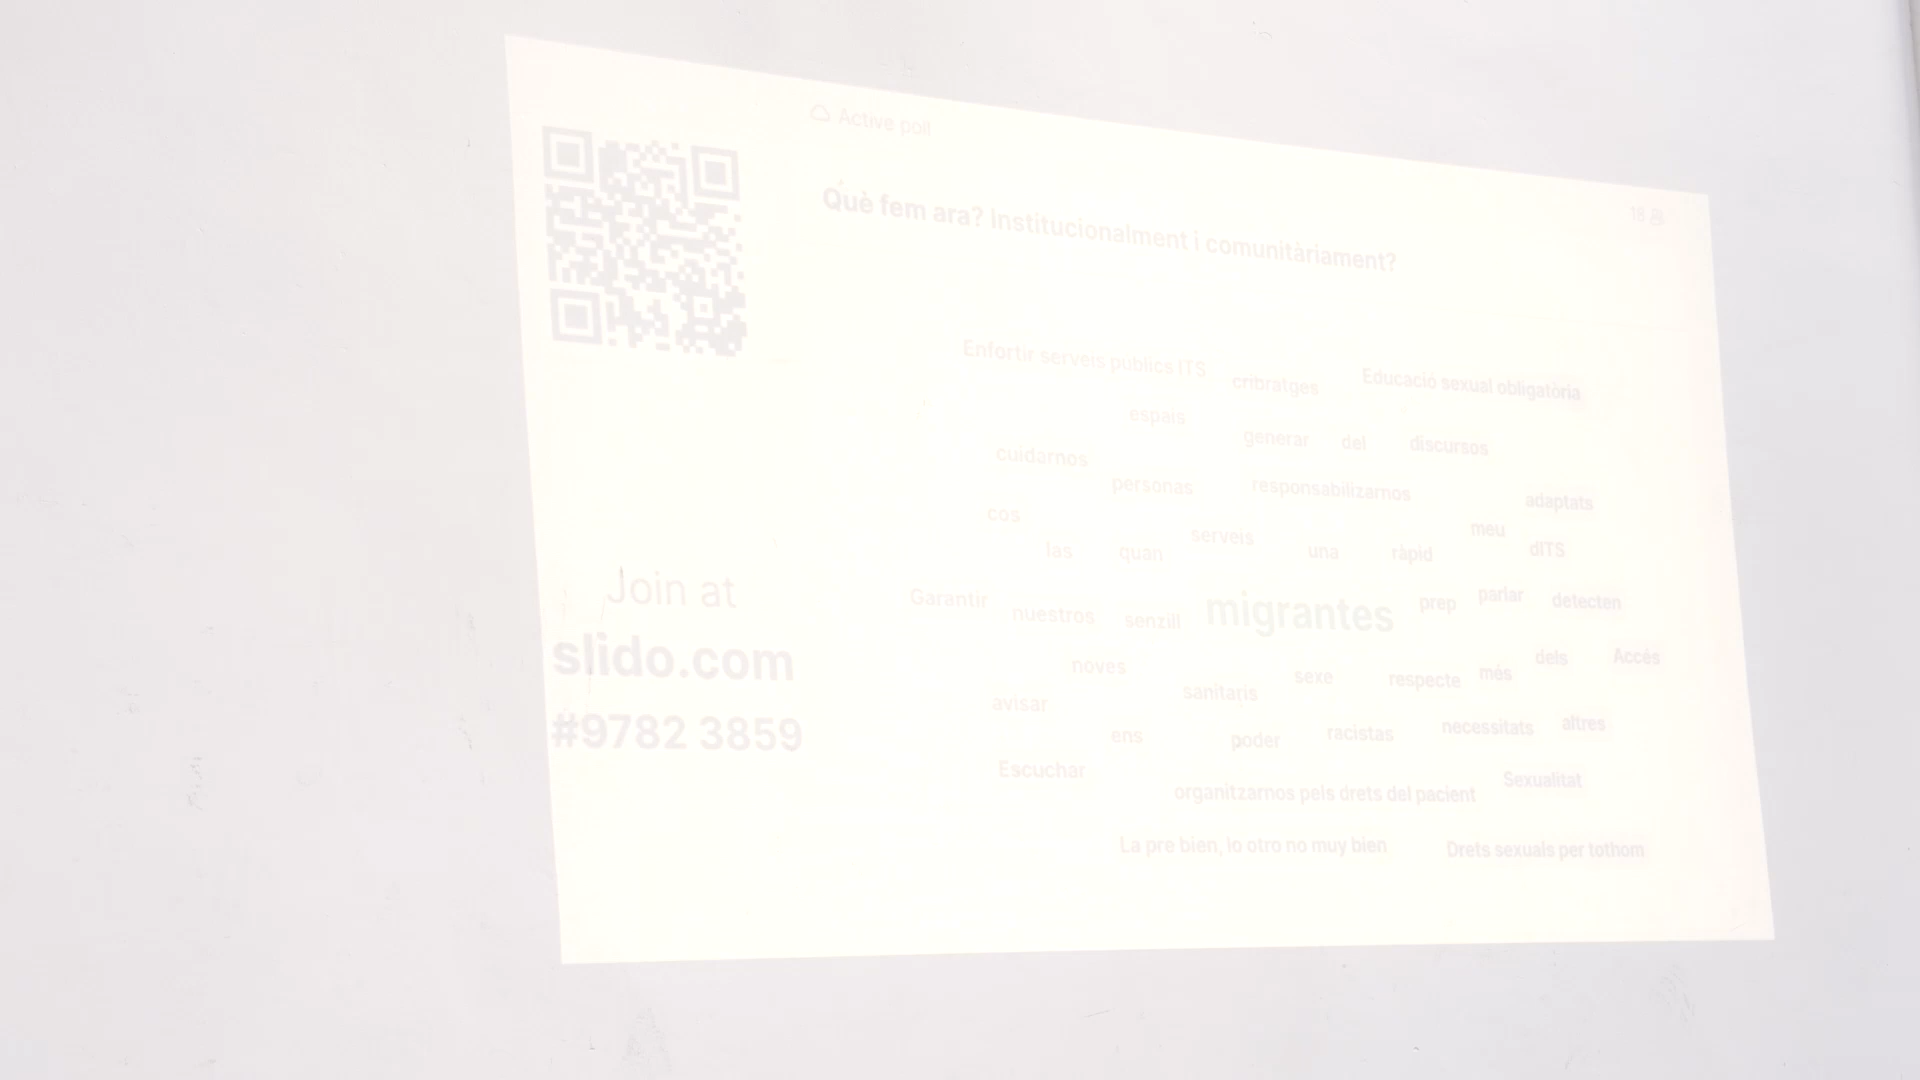 Active poll
18
Què fem ara? Institucionalment i comunitàriament?
Join at
slido.com
#9782 3859
Enfortir serveis públics ITS
cribratges
Educació sexual obligatòria
espais
generar
del
discursos
cuidarnos
personas
responsabilizarnos
adaptats
cos
meu
las
quan
serveis
una
ràpid
dITS
Garantir
nuestros
senzill
migrantes
prep
parlar
detecten
noves
sanitaris
sexe
respecte
més
dels
Accés
avisar
ens
poder
racistas
necessitats
altres
Escuchar
organitzarnos pels drets del pacient
Sexualitat
La pre bien, lo otro no muy bien
Drets sexuals per tothom